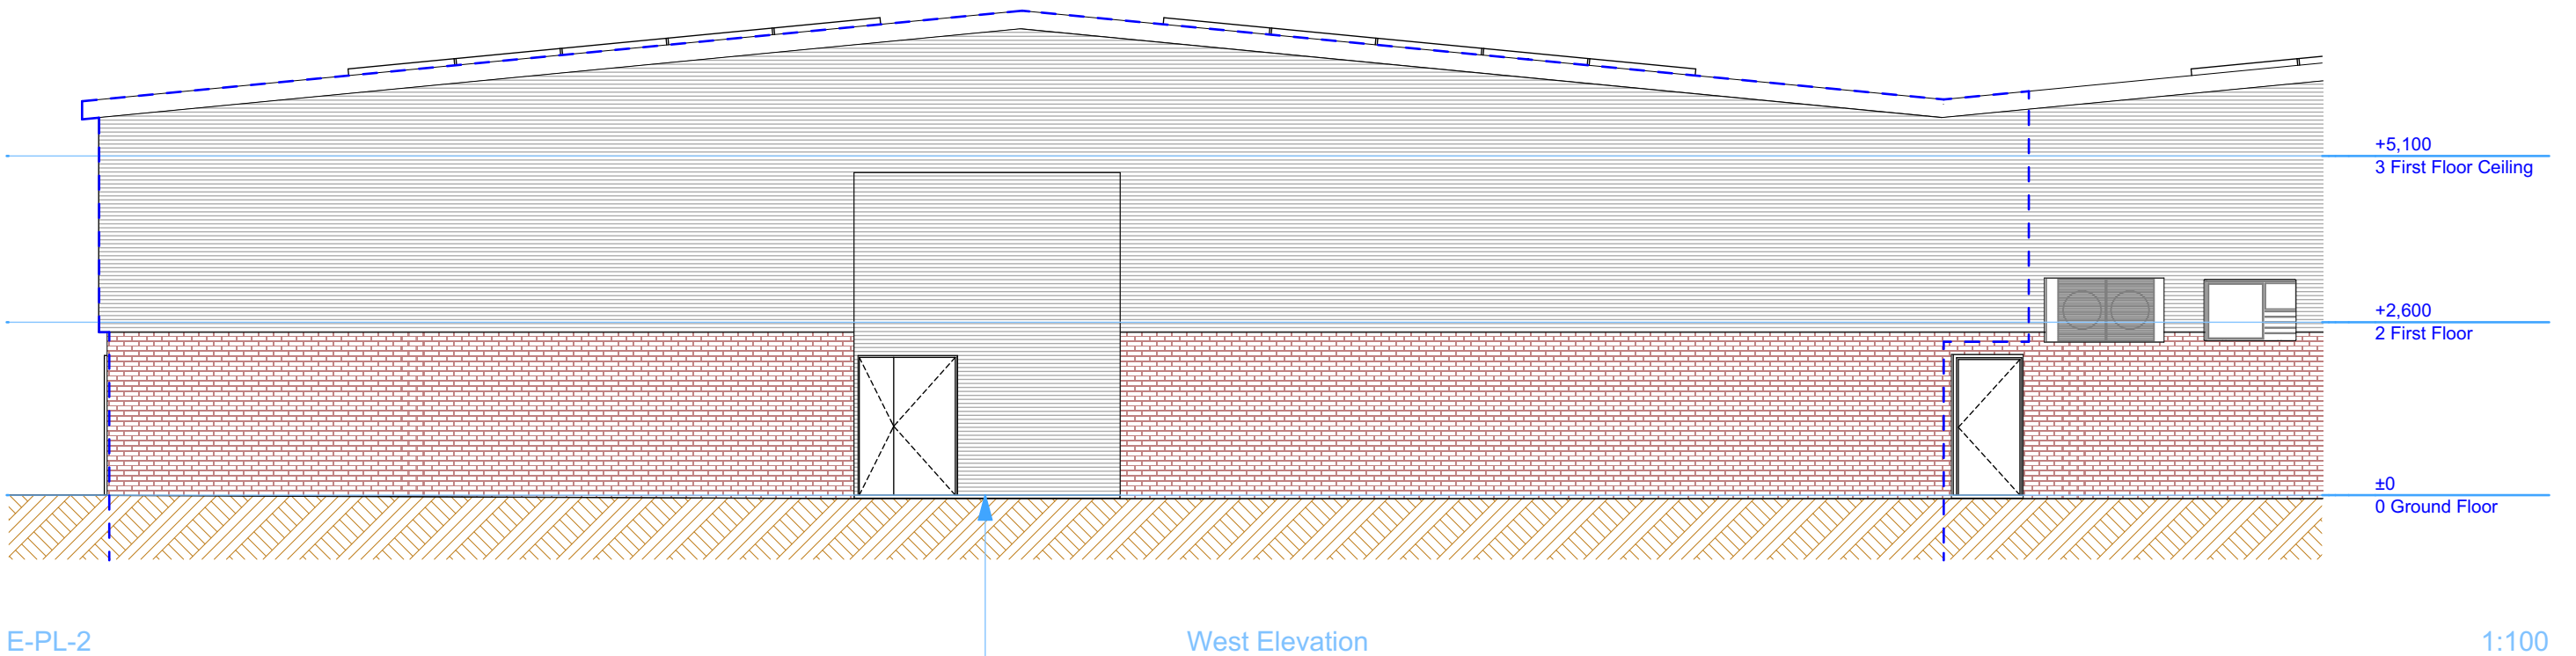 +5,100
3 First Floor Ceiling
+2,600
2 First Floor
±0
0 Ground Floor
E-PL-2
West Elevation
1:100